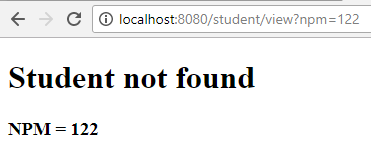 localhost:8080/student/view?npm=122
Student not found
NPM = 122